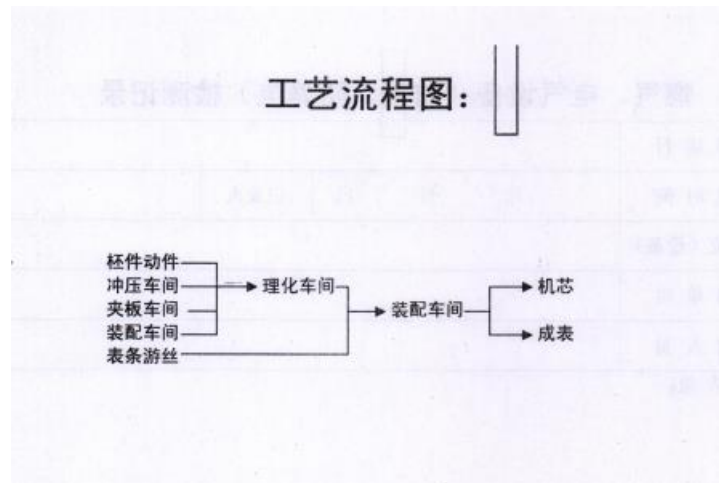 工艺流程图：
柸件动件
冲压车间
夹板车间
装配车间
表条游丝
理化车间
装配车间
机芯
成表